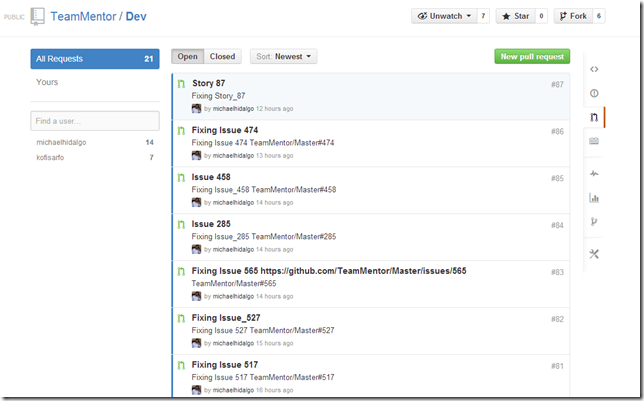 PUBLIC TeamMentor / Dev
Unwatch 7 Star 0 Fork 6
All Requests 21
Yours
Find a user...
michaelhidalgo 14
kofisarfo 7
Open Closed Sort: Newest New pull request
Story 87 #87
Fixing Story_87
by michaelhidalgo 12 hours ago
Fixing Issue 474 #86
Fixing Issue 474 TeamMentor/Master#474
by michaelhidalgo 13 hours ago
Issue 458 #85
Fixing Issue_458 TeamMentor/Master#458
by michaelhidalgo 14 hours ago
Issue 285 #84
Fixing Issue_285 TeamMentor/Master#285
by michaelhidalgo 14 hours ago
Fixing Issue 565 https://github.com/TeamMentor/Master/issues/565 #83
TeamMentor/Master#565
by michaelhidalgo 14 hours ago
Fixing Issue_527 #82
Fixing Issue 527 TeamMentor/Master#527
by michaelhidalgo 15 hours ago
Fixing Issue 517 #81
Fixing Issue 517 TeamMentor/Master#517
by michaelhidalgo 16 hours ago